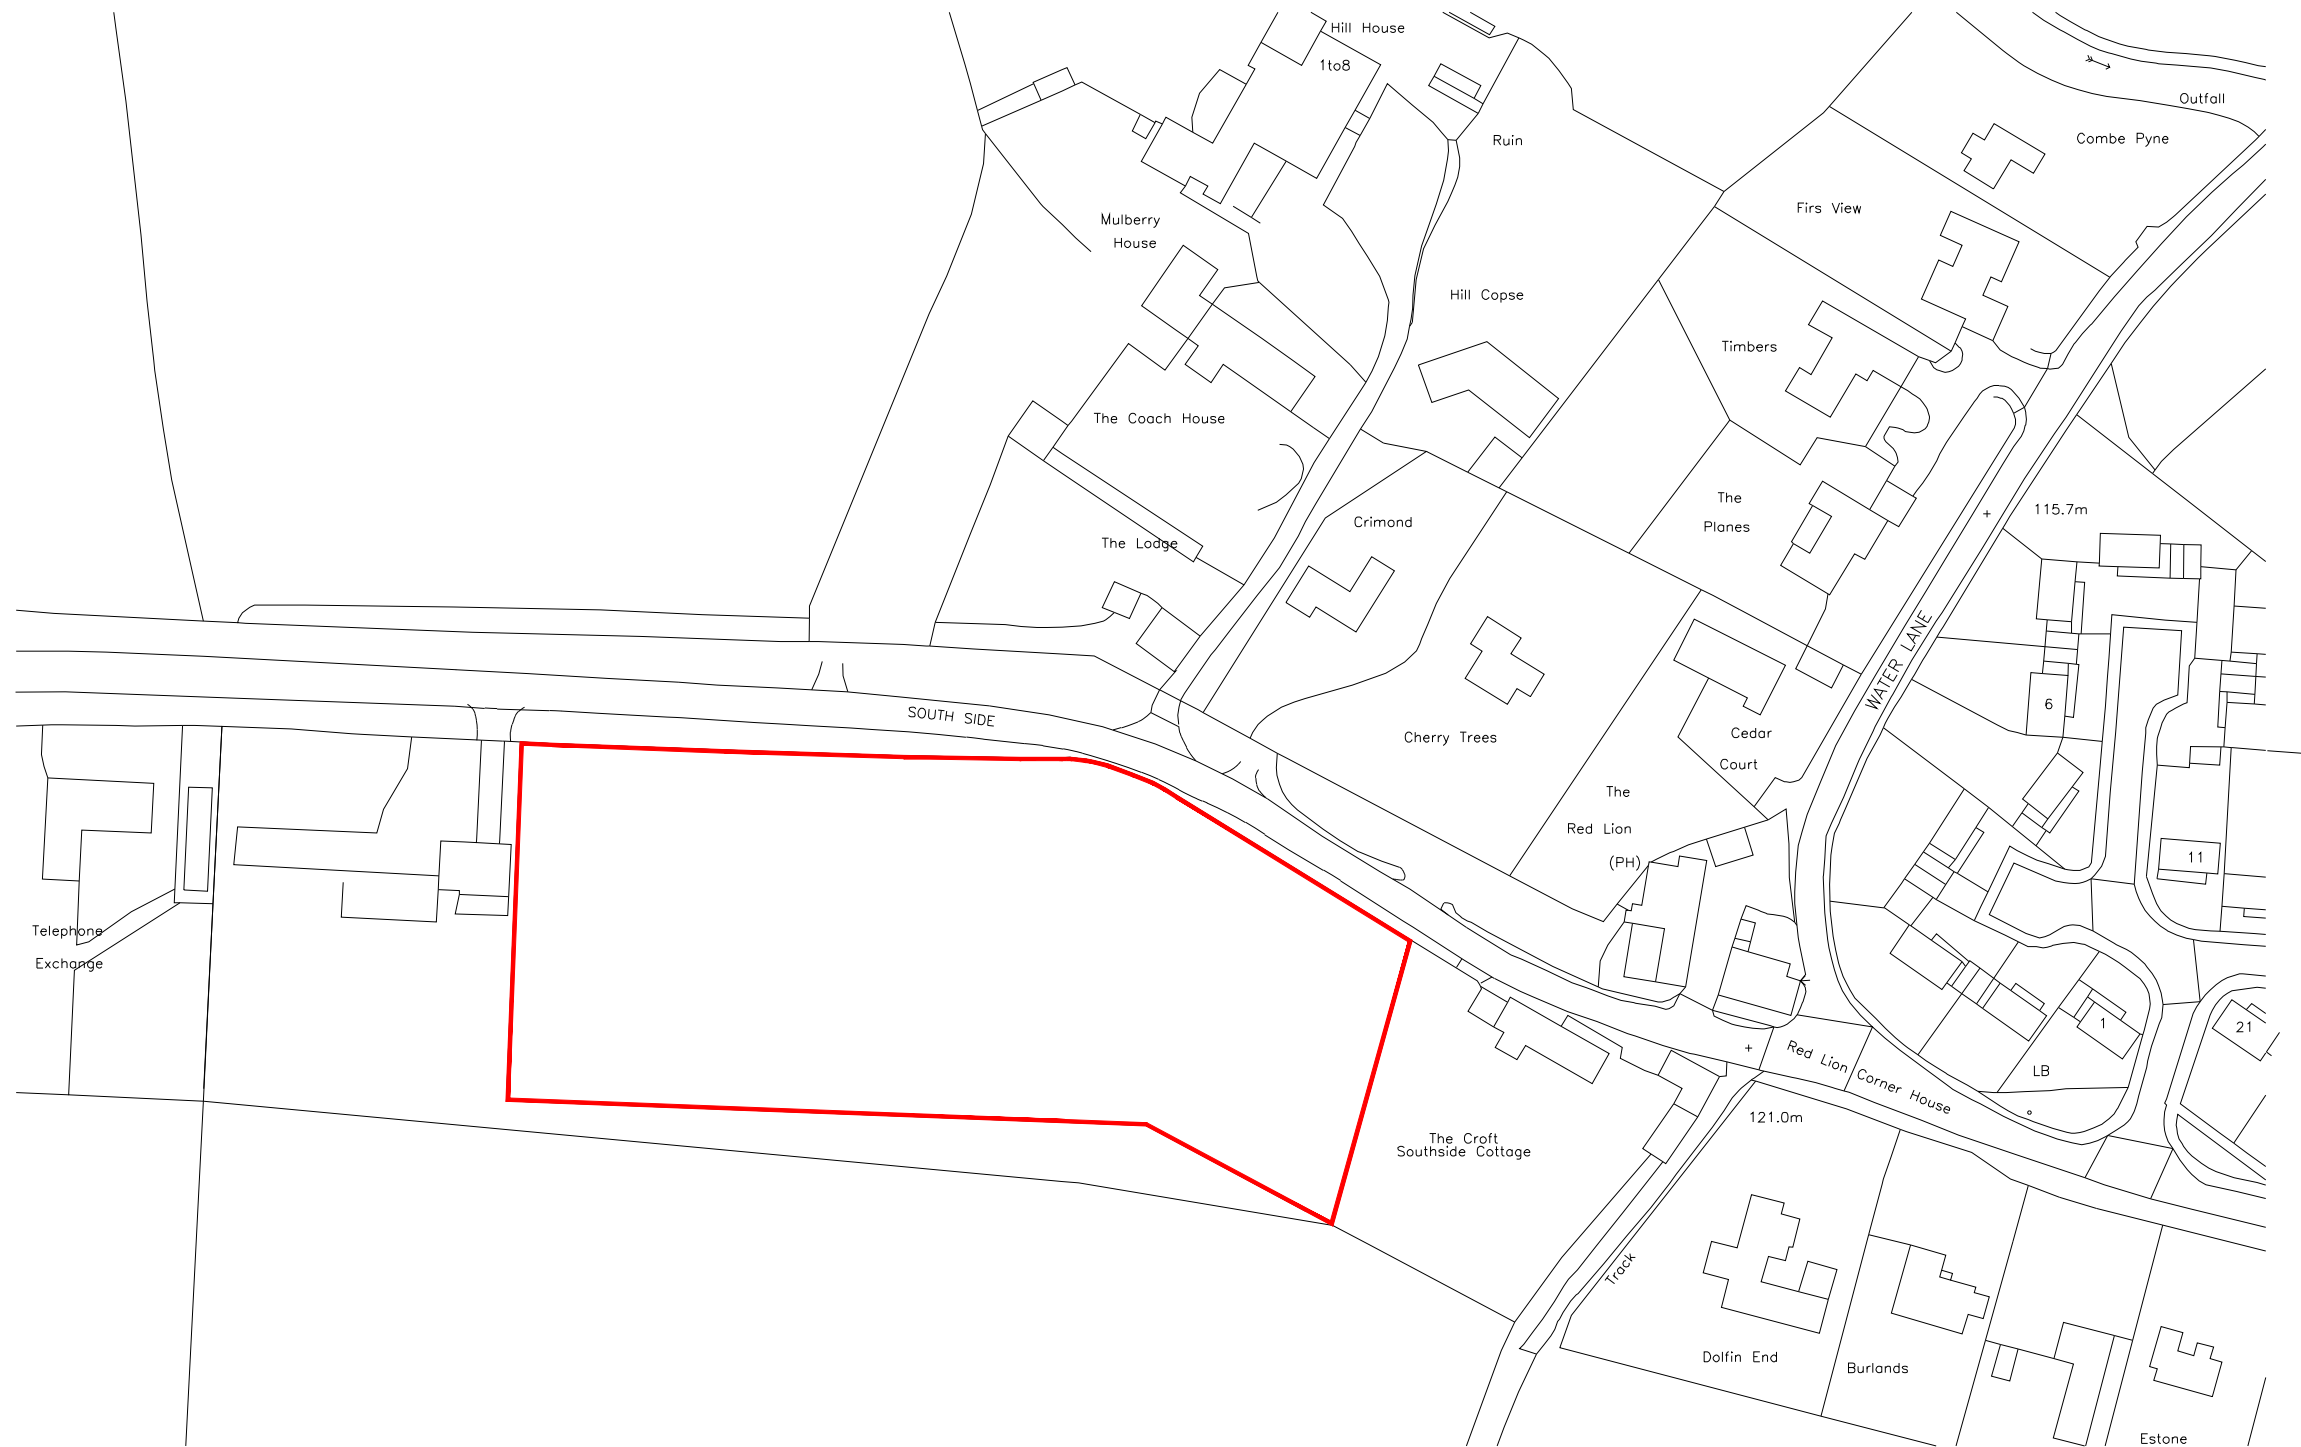 Hill House
1to8
Outfall
Combe Pyne
Ruin
Firs View
Mulberry
House
Hill Copse
Timbers
The Coach House
The
Planes
115.7m
Crimond
The Lodge
WATER LANE
6
SOUTH SIDE
Cherry Trees
Cedar
Court
The
Red Lion
(PH)
11
Telephone
Exchange
1
21
Red Lion Corner House
LB
121.0m
The Croft
Southside Cottage
Track
Dolfin End
Burlands
Estone